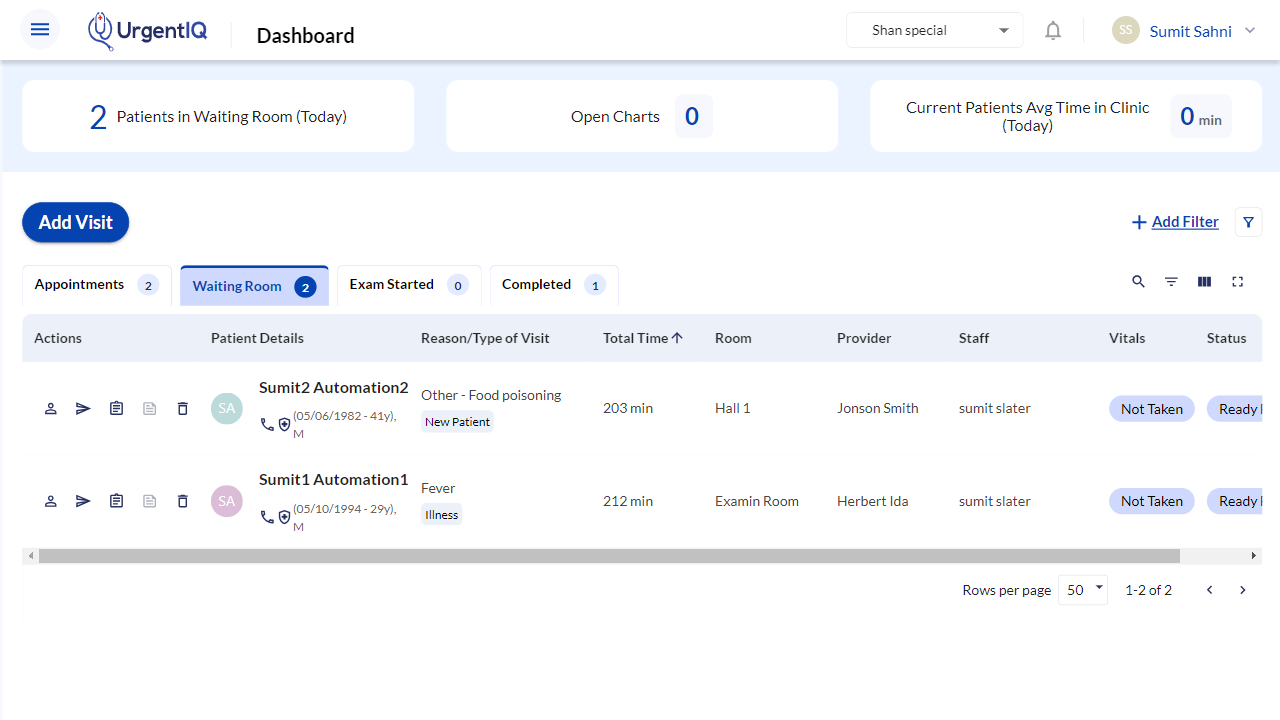 UrgentIQ
Dashboard
Shan special
SS
Sumit Sahni
2 Patients in Waiting Room (Today)
Open Charts 0
Current Patients Avg Time in Clinic
(Today)
0 min
Add Visit
Add Filter
Appointments 2
Waiting Room 2
Exam Started 0
Completed 1
Actions Patient Details Reason/Type of Visit Total Time Room Provider Staff Vitals Status
SA
Sumit2 Automation2
(05/06/1982 - 41y),
M
Other - Food poisoning
New Patient
203 min
Hall 1
Jonson Smith
sumit slater
Not Taken
Ready
SA
Sumit1 Automation1
(05/10/1994 - 29y),
M
Fever
Illness
212 min
Examin Room
Herbert Ida
sumit slater
Not Taken
Ready
Rows per page 50 1-2 of 2